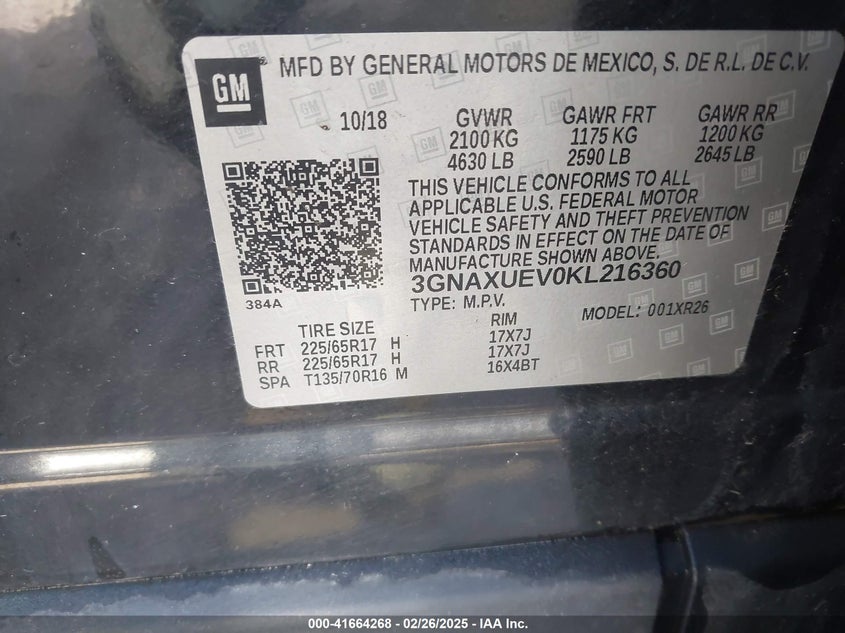 GM
MFD BY GENERAL MOTORS DE MEXICO, S. DE R.L. DE C.V.
10/18
GVWR GAWR FRT GAWR RR
2100 KG 1175 KG 1200 KG
4630 LB 2590 LB 2645 LB
THIS VEHICLE CONFORMS TO ALL
APPLICABLE U.S. FEDERAL MOTOR
VEHICLE SAFETY AND THEFT PREVENTION
STANDARDS IN EFFECT ON THE DATE OF
MANUFACTURE SHOWN ABOVE.
3GNAXUEV0KL216360
384A
TYPE: M.P.V. MODEL: 001XR26
TIRE SIZE RIM
FRT 225/65R17 H 17X7J
RR 225/65R17 H 17X7J
SPA T135/70R16 M 16X4BT
000-41664268 - 02/26/2025 - IAA Inc.